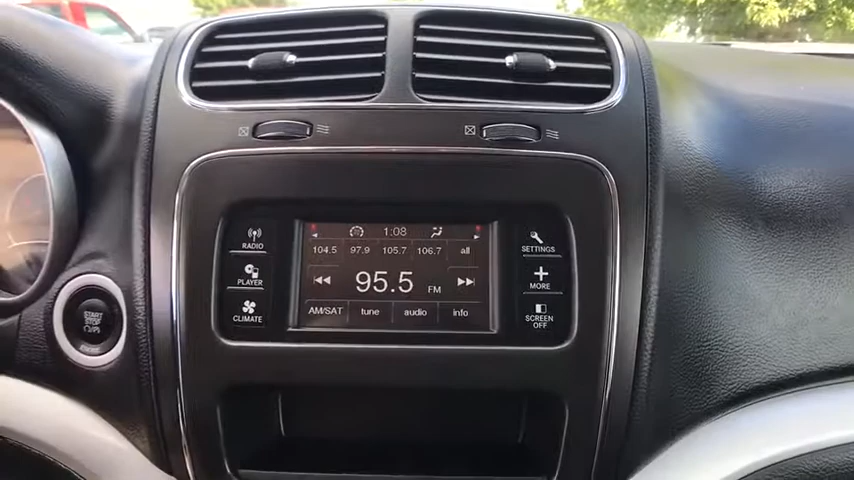 1:08
RADIO
104.5 97.9 105.7 106.7 all
SETTINGS
PLAYER
95.5 FM
MORE
CLIMATE
AM/SAT tune audio info
SCREEN OFF
START
STOP
ENGINE